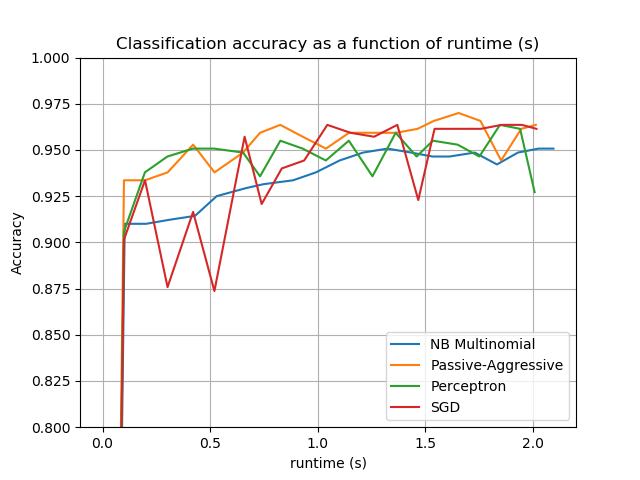 Classification accuracy as a function of runtime (s)
1.000
0.975
0.950
0.925
0.900
0.875
0.850
0.825
0.800
Accuracy
NB Multinomial
Passive-Aggressive
Perceptron
SGD
0.0 0.5 1.0 1.5 2.0
runtime (s)